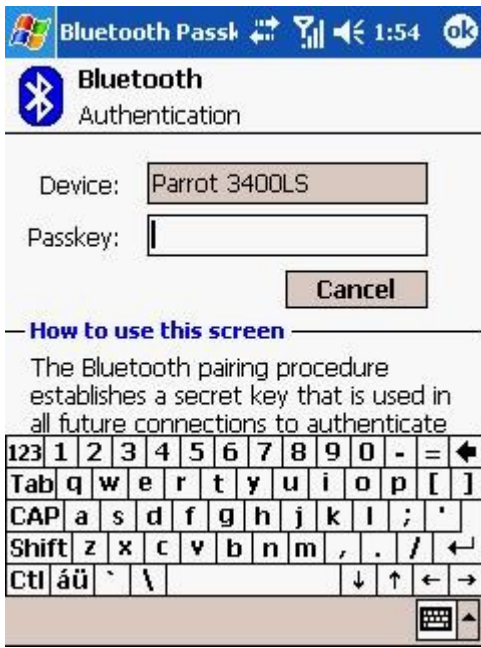 Bluetooth Passk 1:54 ok
Bluetooth
Authentication
Device: Parrot 3400LS
Passkey:
Cancel
How to use this screen
The Bluetooth pairing procedure
establishes a secret key that is used in
all future connections to authenticate
123 1 2 3 4 5 6 7 8 9 0 - =
Tab q w e r t y u i o p [ ]
CAP a s d f g h j k l ; '
Shift z x c v b n m , . /
Ctl áü ` \